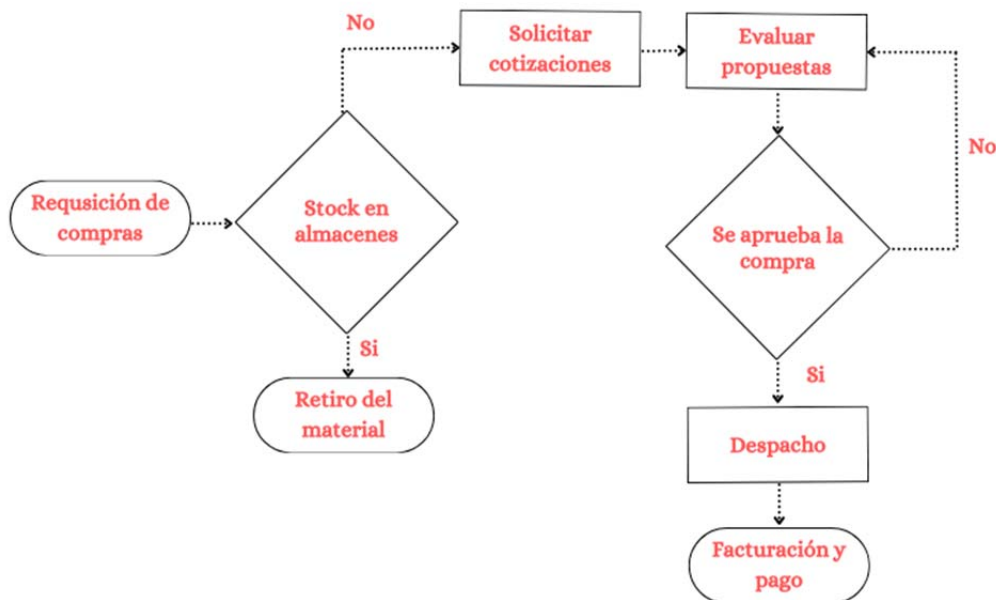 No
Solicitar
cotizaciones
Evaluar
propuestas
No
Requsición de
compras
Stock en
almacenes
Se aprueba la
compra
Si
Retiro del
material
Si
Despacho
Facturación y
pago